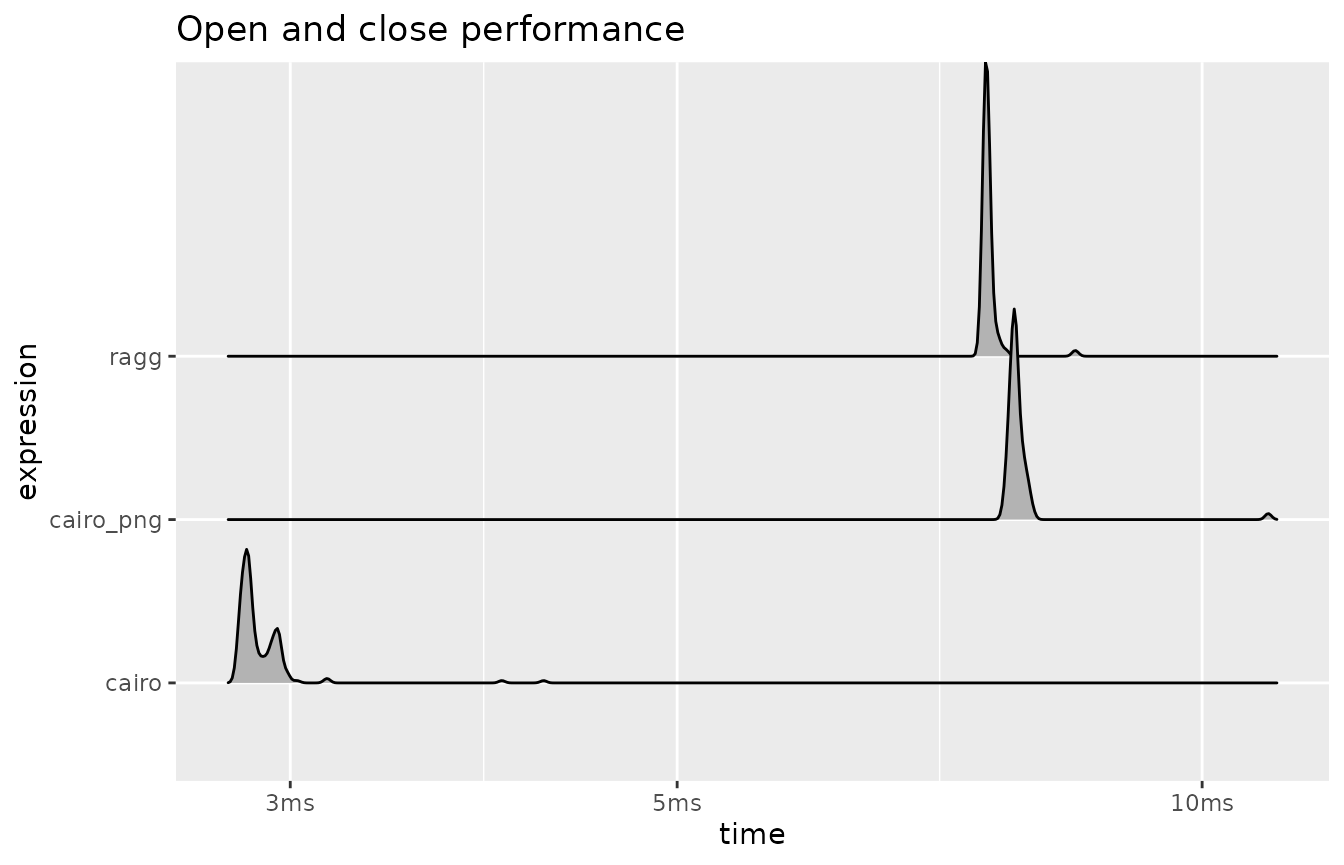 Open and close performance
expression
ragg
cairo_png
cairo
3ms
5ms
10ms
time